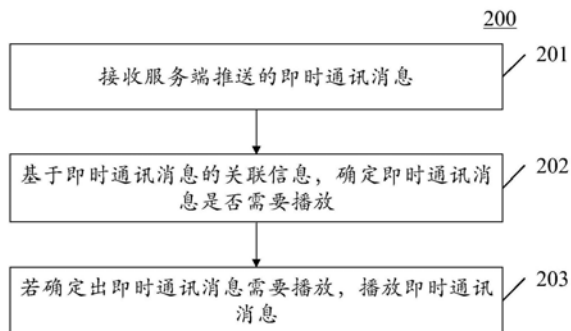 200
接收服务端推送的即时通讯消息
201
基于即时通讯消息的关联信息，确定即时通讯消
息是否需要播放
202
若确定出即时通讯消息需要播放，播放即时通讯
消息
203